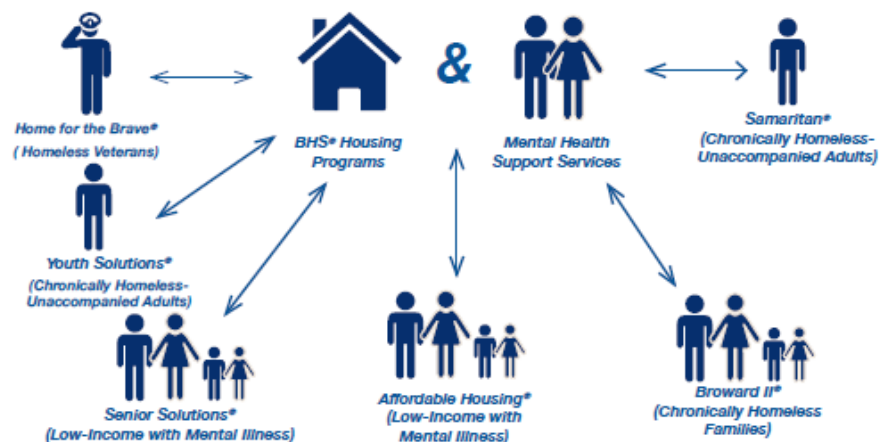 &
Home for the Brave®
( Homeless Veterans)
BHS® Housing
Programs
Mental Health
Support Services
Samaritan®
(Chronically Homeless-
Unaccompanied Adults)
Youth Solutions®
(Chronically Homeless-
Unaccompanied Adults)
Senior Solutions®
(Low-Income with Mental Illness)
Affordable Housing®
(Low-Income with
Mental Illness)
Broward II®
(Chronically Homeless
Families)